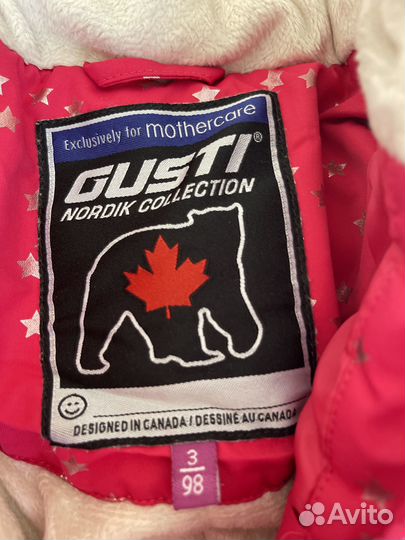 Exclusively for mothercare
GUSTI®
NORDIK COLLECTION
DESIGNED IN CANADA / DESSINÉ AU CANADA
3
98
Avito